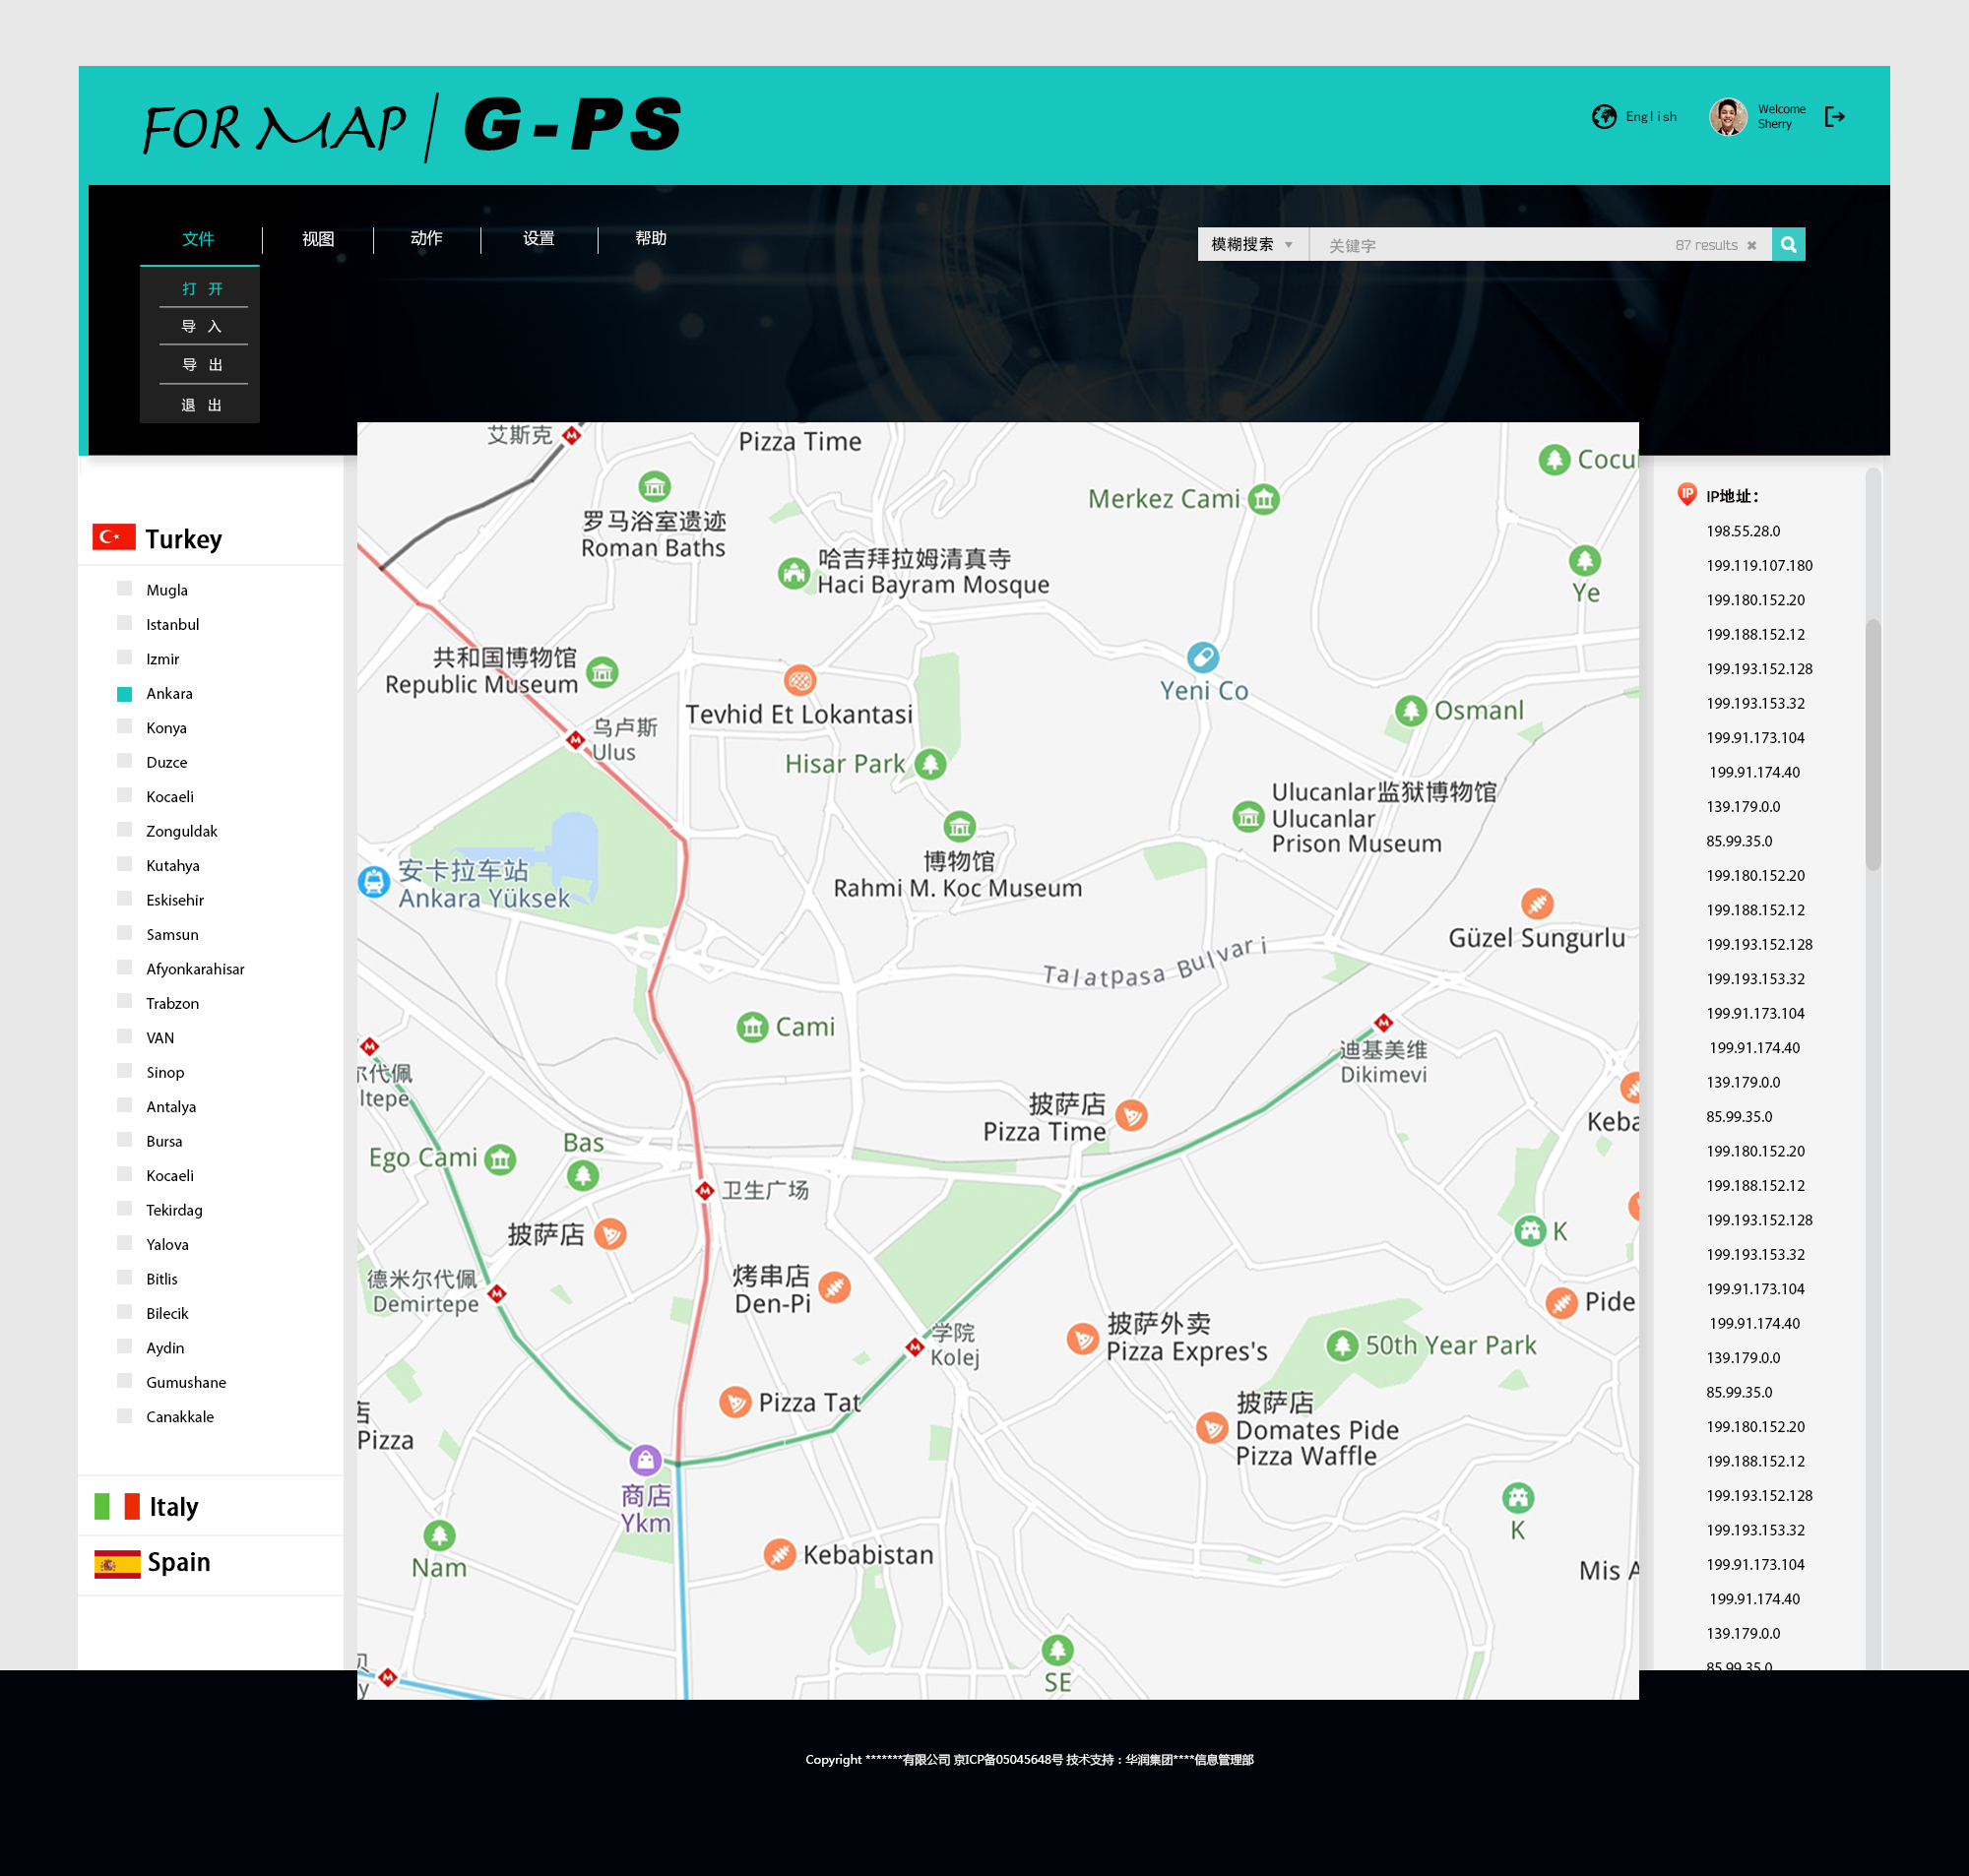 FOR MAP | G-PS
English
Welcome
Sherry
文件
视图
动作
设置
帮助
模糊搜索
关键字
87 results
打 开
导 入
导 出
退 出
Turkey
Mugla
Istanbul
Izmir
Ankara
Konya
Duzce
Kocaeli
Zonguldak
Kutahya
Eskisehir
Samsun
Afyonkarahisar
Trabzon
VAN
Sinop
Antalya
Bursa
Kocaeli
Tekirdag
Yalova
Bitlis
Bilecik
Aydin
Gumushane
Canakkale
Italy
Spain
艾斯克
Pizza Time
Cocu
Merkez Cami
罗马浴室遗迹
Roman Baths
哈吉拜拉姆清真寺
Haci Bayram Mosque
Ye
共和国博物馆
Republic Museum
Yeni Co
Tevhid Et Lokantasi
Osmanl
乌卢斯
Ulus
Hisar Park
Ulucanlar监狱博物馆
Ulucanlar
Prison Museum
博物馆
Rahmi M. Koc Museum
安卡拉车站
Ankara Yüksek
Güzel Sungurlu
Talatpasa Bulvari
Cami
迪基美维
Dikimevi
尔代佩
ltepe
披萨店
Pizza Time
Keba
Bas
Ego Cami
卫生广场
披萨店
K
德米尔代佩
Demirtepe
烤串店
Den-Pi
Pide
学院
Kolej
披萨外卖
Pizza Expres's
50th Year Park
Pizza Tat
披萨店
Domates Pide
Pizza Waffle
店
Pizza
商店
Ykm
K
Nam
Kebabistan
Mis A
SE
贝
y
IP地址：
198.55.28.0
199.119.107.180
199.180.152.20
199.188.152.12
199.193.152.128
199.193.153.32
199.91.173.104
199.91.174.40
139.179.0.0
85.99.35.0
199.180.152.20
199.188.152.12
199.193.152.128
199.193.153.32
199.91.173.104
199.91.174.40
139.179.0.0
85.99.35.0
199.180.152.20
199.188.152.12
199.193.152.128
199.193.153.32
199.91.173.104
199.91.174.40
139.179.0.0
85.99.35.0
199.180.152.20
199.188.152.12
199.193.152.128
199.193.153.32
199.91.173.104
199.91.174.40
139.179.0.0
85.99.35.0
Copyright *******有限公司 京ICP备05045648号 技术支持：华润集团****信息管理部